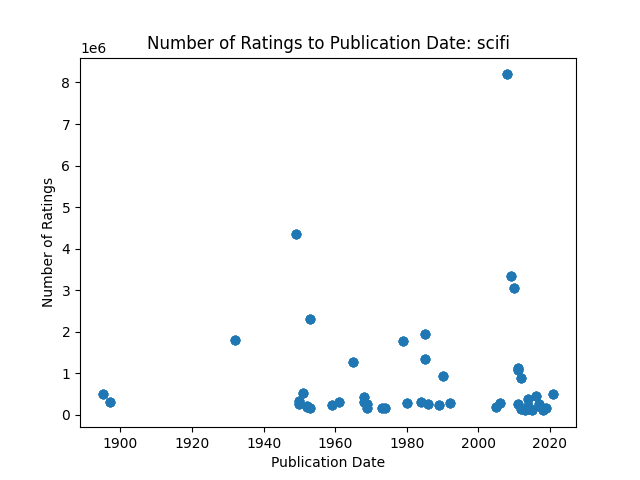 Number of Ratings to Publication Date: scifi
1e6
8
7
6
5
4
3
2
1
0
Number of Ratings
1900 1920 1940 1960 1980 2000 2020
Publication Date